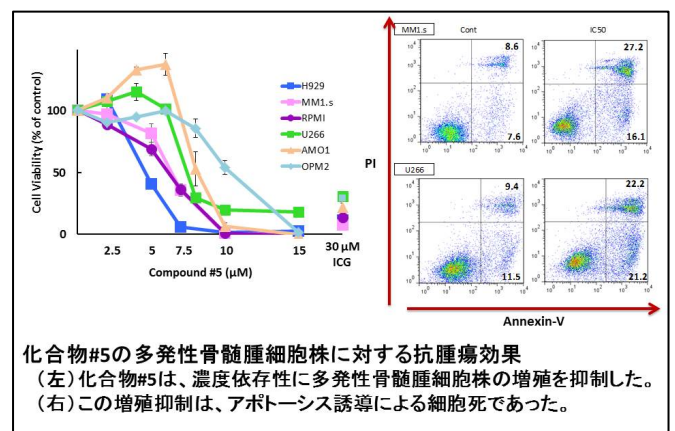 Cell Viability (% of control)
100
50
0
2.5
5
7.5
10
15
30 μM
ICG
Compound #5 (μM)
H929
MM1.s
RPMI
U266
AMO1
OPM2
MM1.s
Cont
IC50
8.6
7.6
27.2
16.1
U266
9.4
11.5
22.2
21.2
PI
Annexin-V
化合物#5の多発性骨髄腫細胞株に対する抗腫瘍効果
（左）化合物#5は、濃度依存性に多発性骨髄腫細胞株の増殖を抑制した。
（右）この増殖抑制は、アポトーシス誘導による細胞死であった。